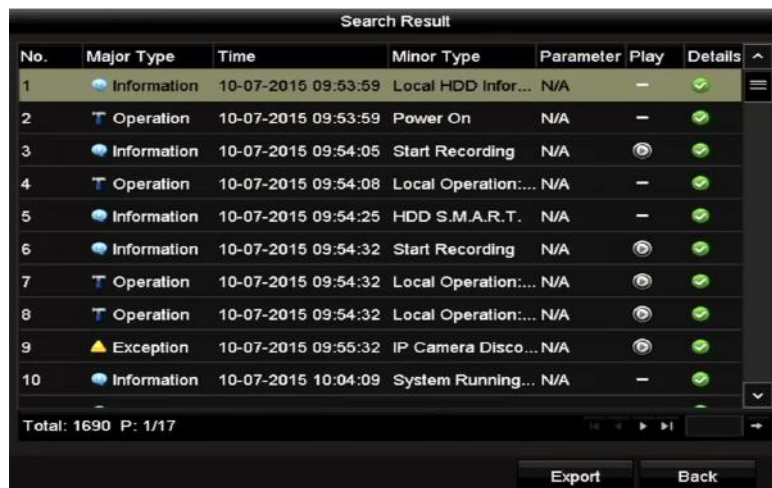 Search Result
No. Major Type Time Minor Type Parameter Play Details
1 Information 10-07-2015 09:53:59 Local HDD Infor... N/A –
2 Operation 10-07-2015 09:53:59 Power On N/A –
3 Information 10-07-2015 09:54:05 Start Recording N/A
4 Operation 10-07-2015 09:54:08 Local Operation:... N/A –
5 Information 10-07-2015 09:54:25 HDD S.M.A.R.T. N/A –
6 Information 10-07-2015 09:54:32 Start Recording N/A
7 Operation 10-07-2015 09:54:32 Local Operation:... N/A
8 Operation 10-07-2015 09:54:32 Local Operation:... N/A
9 Exception 10-07-2015 09:55:32 IP Camera Disco... N/A
10 Information 10-07-2015 10:04:09 System Running... N/A –
Total: 1690 P: 1/17
Export Back